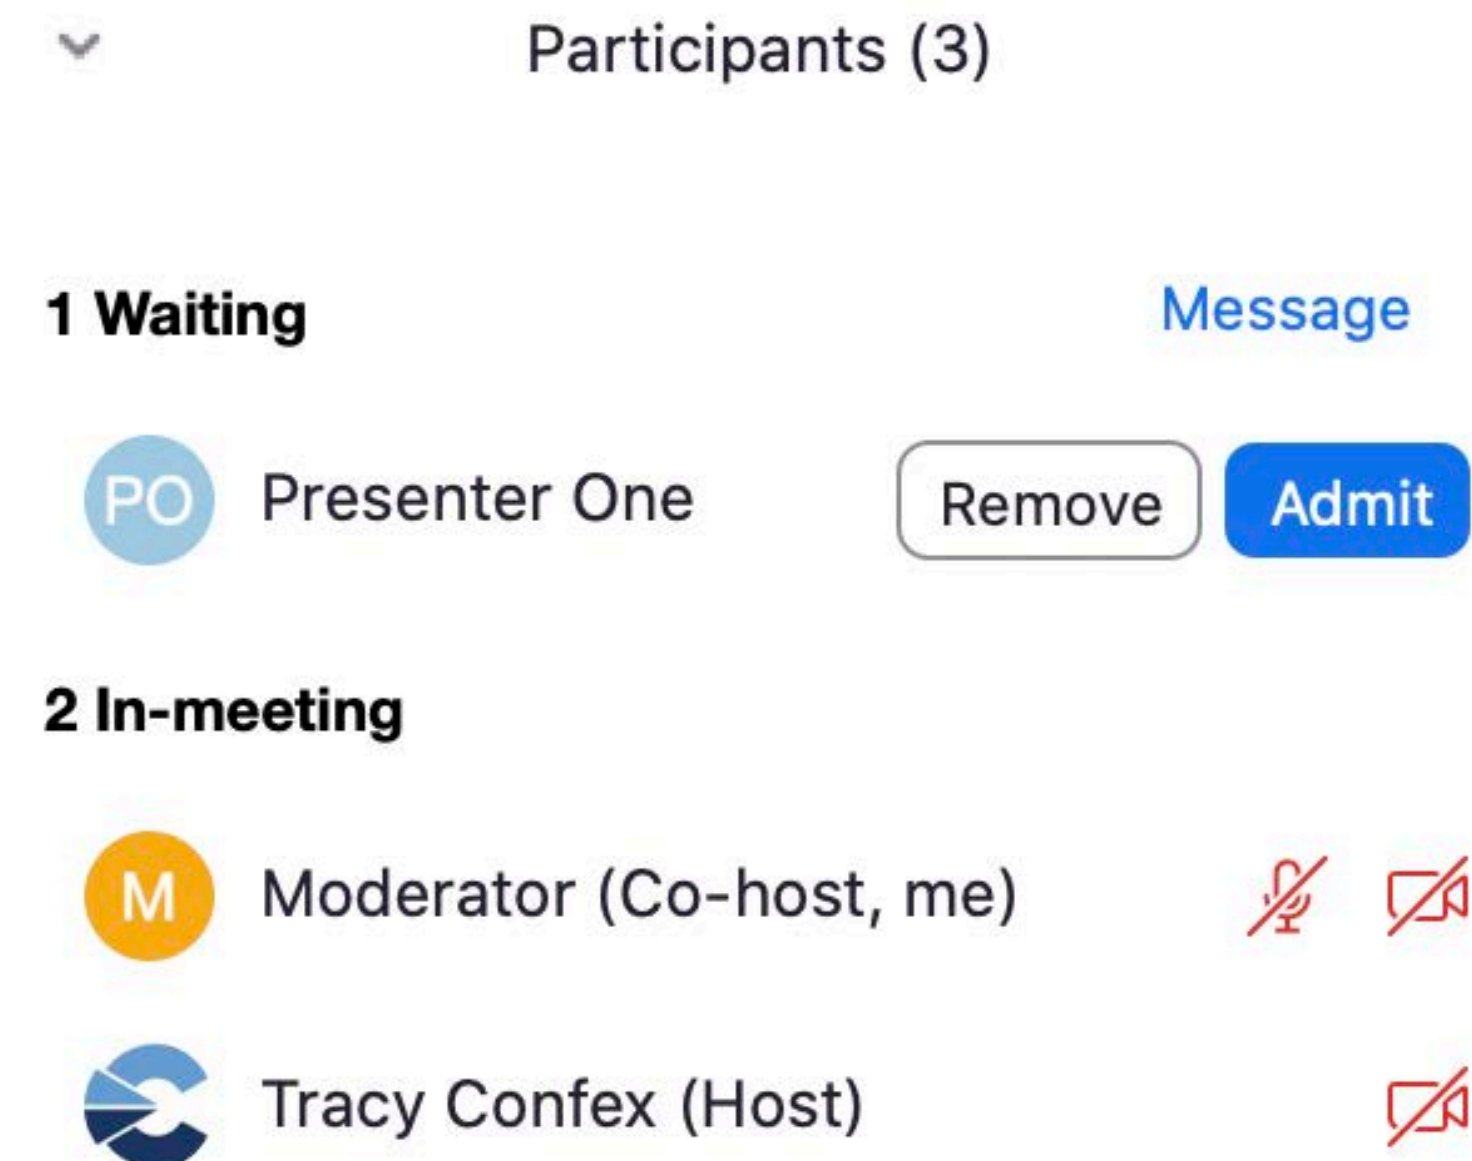 Participants (3)
1 Waiting Message
PO Presenter One Remove Admit
2 In-meeting
M Moderator (Co-host, me)
Tracy Confex (Host)